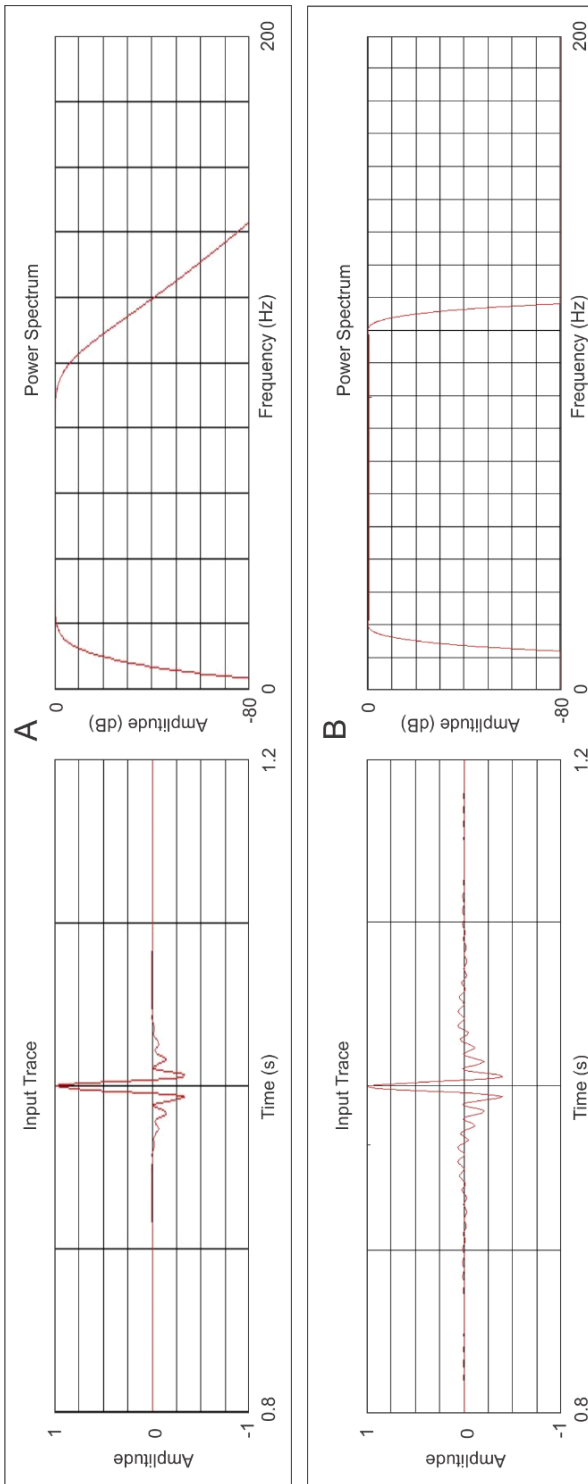 A
Input Trace
1
0
-1
Amplitude
0.8
Time (s)
1.2
Power Spectrum
0
-80
Amplitude (dB)
0
Frequency (Hz)
200
B
Input Trace
1
0
-1
Amplitude
0.8
Time (s)
1.2
Power Spectrum
0
-80
Amplitude (dB)
0
Frequency (Hz)
200